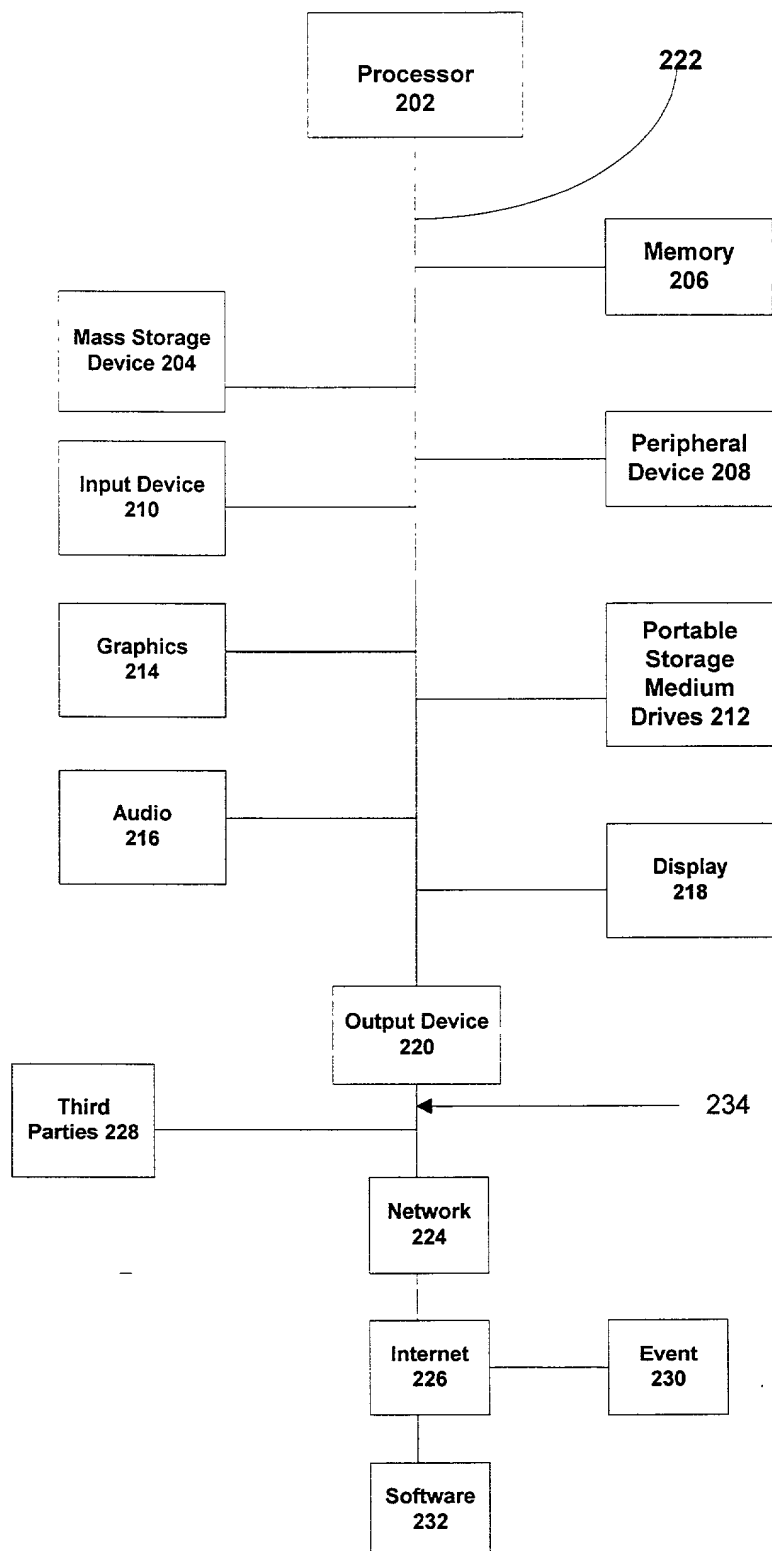 Processor
202
222
Memory
206
Mass Storage
Device 204
Peripheral
Device 208
Input Device
210
Portable
Storage
Medium
Drives 212
Graphics
214
Audio
216
Display
218
Output Device
220
Third
Parties 228
234
Network
224
Internet
226
Event
230
Software
232